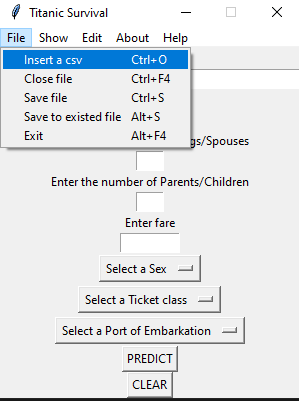 Titanic Survival
File Show Edit About Help
Insert a csv Ctrl+O
Close file Ctrl+F4
Save file Ctrl+S
Save to existed file Alt+S
Exit Alt+F4
gs/Spouses
Enter the number of Parents/Children
Enter fare
Select a Sex
Select a Ticket class
Select a Port of Embarkation
PREDICT
CLEAR